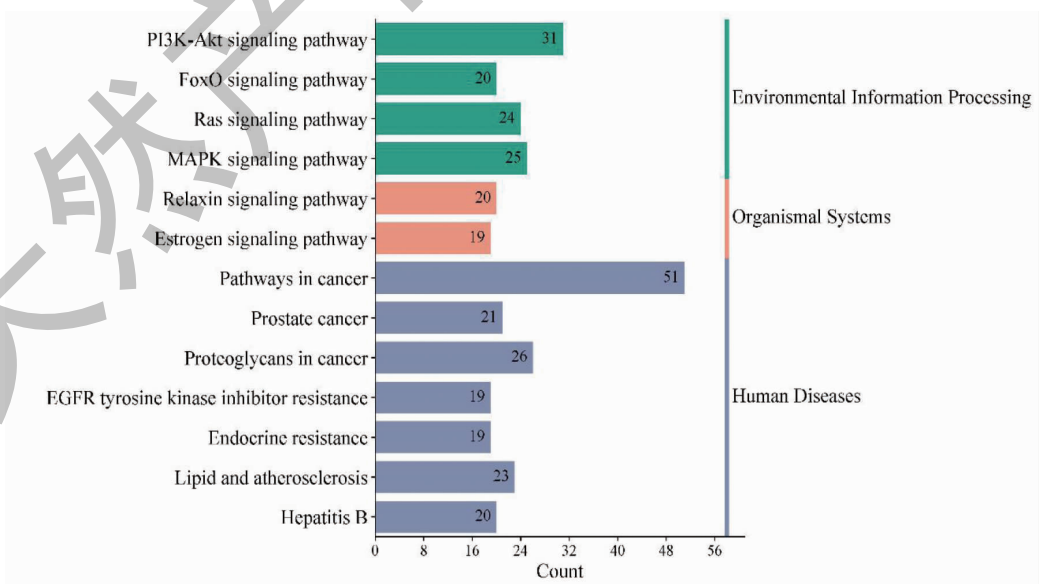 PI3K-Akt signaling pathway 31
FoxO signaling pathway 20
Ras signaling pathway 24
MAPK signaling pathway 25
Environmental Information Processing
Relaxin signaling pathway 20
Estrogen signaling pathway 19
Organismal Systems
Pathways in cancer 51
Prostate cancer 21
Proteoglycans in cancer 26
EGFR tyrosine kinase inhibitor resistance 19
Endocrine resistance 19
Lipid and atherosclerosis 23
Hepatitis B 20
Human Diseases
0 8 16 24 32 40 48 56
Count
然